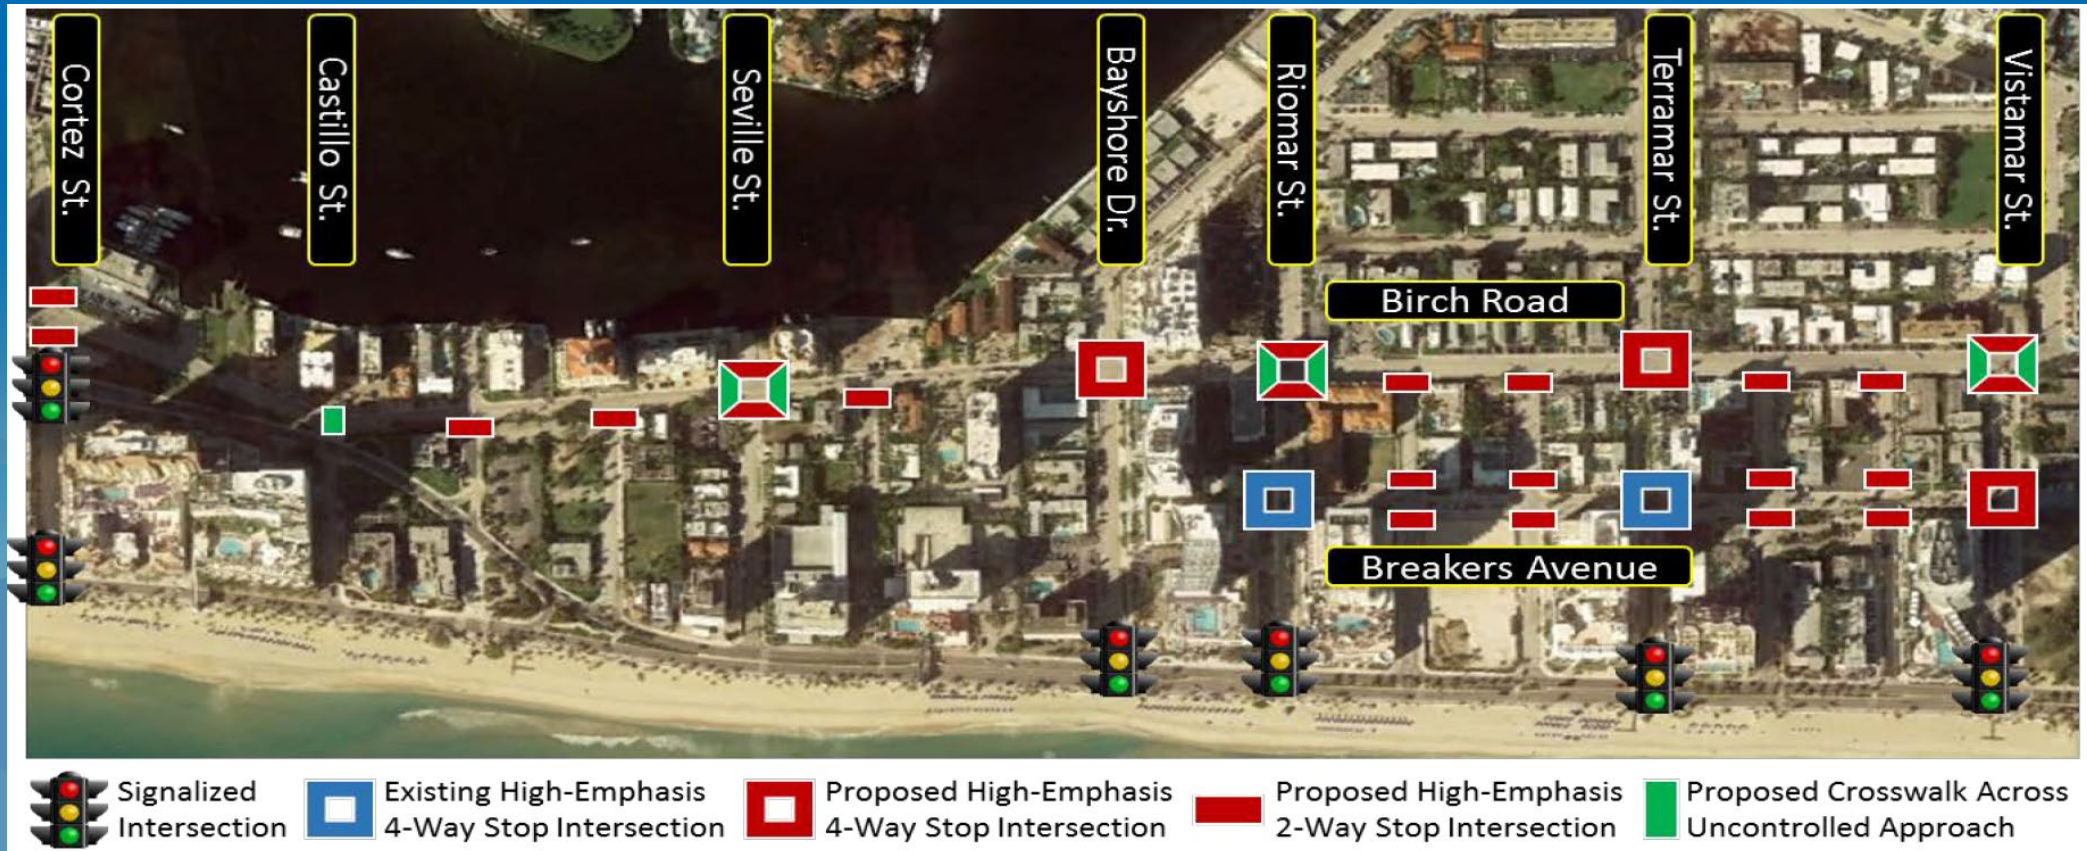 Cortez St.
Castillo St.
Seville St.
Bayshore Dr.
Riomar St.
Terramar St.
Vistamar St.
Birch Road
Breakers Avenue
Signalized
Intersection
Existing High-Emphasis
4-Way Stop Intersection
Proposed High-Emphasis
4-Way Stop Intersection
Proposed High-Emphasis
2-Way Stop Intersection
Proposed Crosswalk Across
Uncontrolled Approach